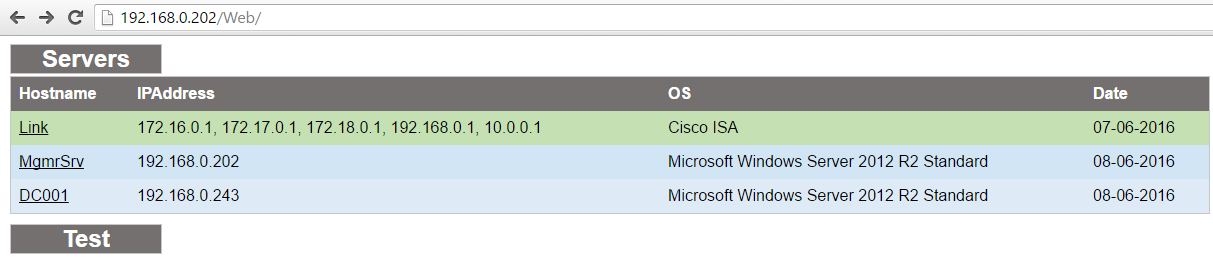 192.168.0.202/Web/
Servers
Hostname IPAddress OS Date
Link 172.16.0.1, 172.17.0.1, 172.18.0.1, 192.168.0.1, 10.0.0.1 Cisco ISA 07-06-2016
MgmrSrv 192.168.0.202 Microsoft Windows Server 2012 R2 Standard 08-06-2016
DC001 192.168.0.243 Microsoft Windows Server 2012 R2 Standard 08-06-2016
Test